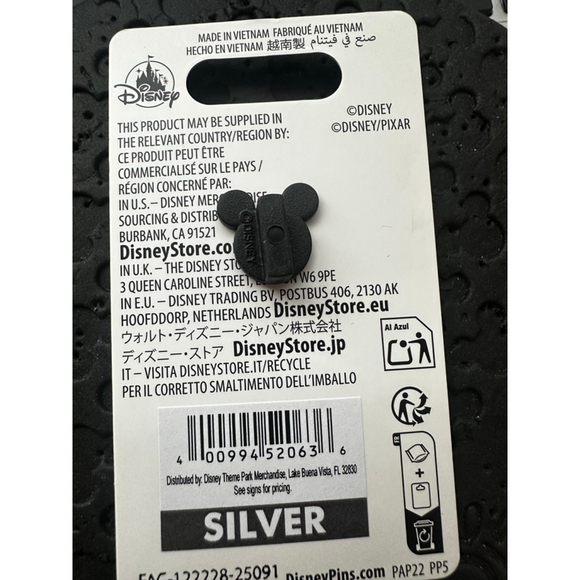 MADE IN VIETNAM FABRIQUÉ AU VIETNAM
HECHO EN VIETNAM 越南製 صنع في فيتنام
DISNEY
©DISNEY
©DISNEY/PIXAR
THIS PRODUCT MAY BE SUPPLIED IN
THE RELEVANT COUNTRY/REGION BY:
CE PRODUIT PEUT ÊTRE
COMMERCIALISÉ SUR LE PAYS /
RÉGION CONCERNÉ PAR:
IN U.S.– DISNEY
SOURCING &
BURBANK, CA 91521
IN U.K. – THE DISNEY
3 QUEEN CAROLINE STREET, W6 9PE
IN E.U – DISNEY TRADING BV, POSTBUS 406, 2130 AK
HOOFDDORP, NETHERLANDS DisneyStore.eu
ウォルト・ディズニー・ジャパン株式会社
ディズニー・ストア DisneyStore.jp
IT – VISITA DISNEYSTORE.IT/RECYCLE
PER IL CORRETTO SMALTIMENTO DELL'IMBALLO
©DISNEY
Al Azul
FR
4 00994 52063 6
Distributed by: Disney Theme Park Merchandise, Lake Buena Vista, FL 32830
See signs for pricing.
SILVER
FAC-122228-25091 DisneyPins.com PAP22 PP5